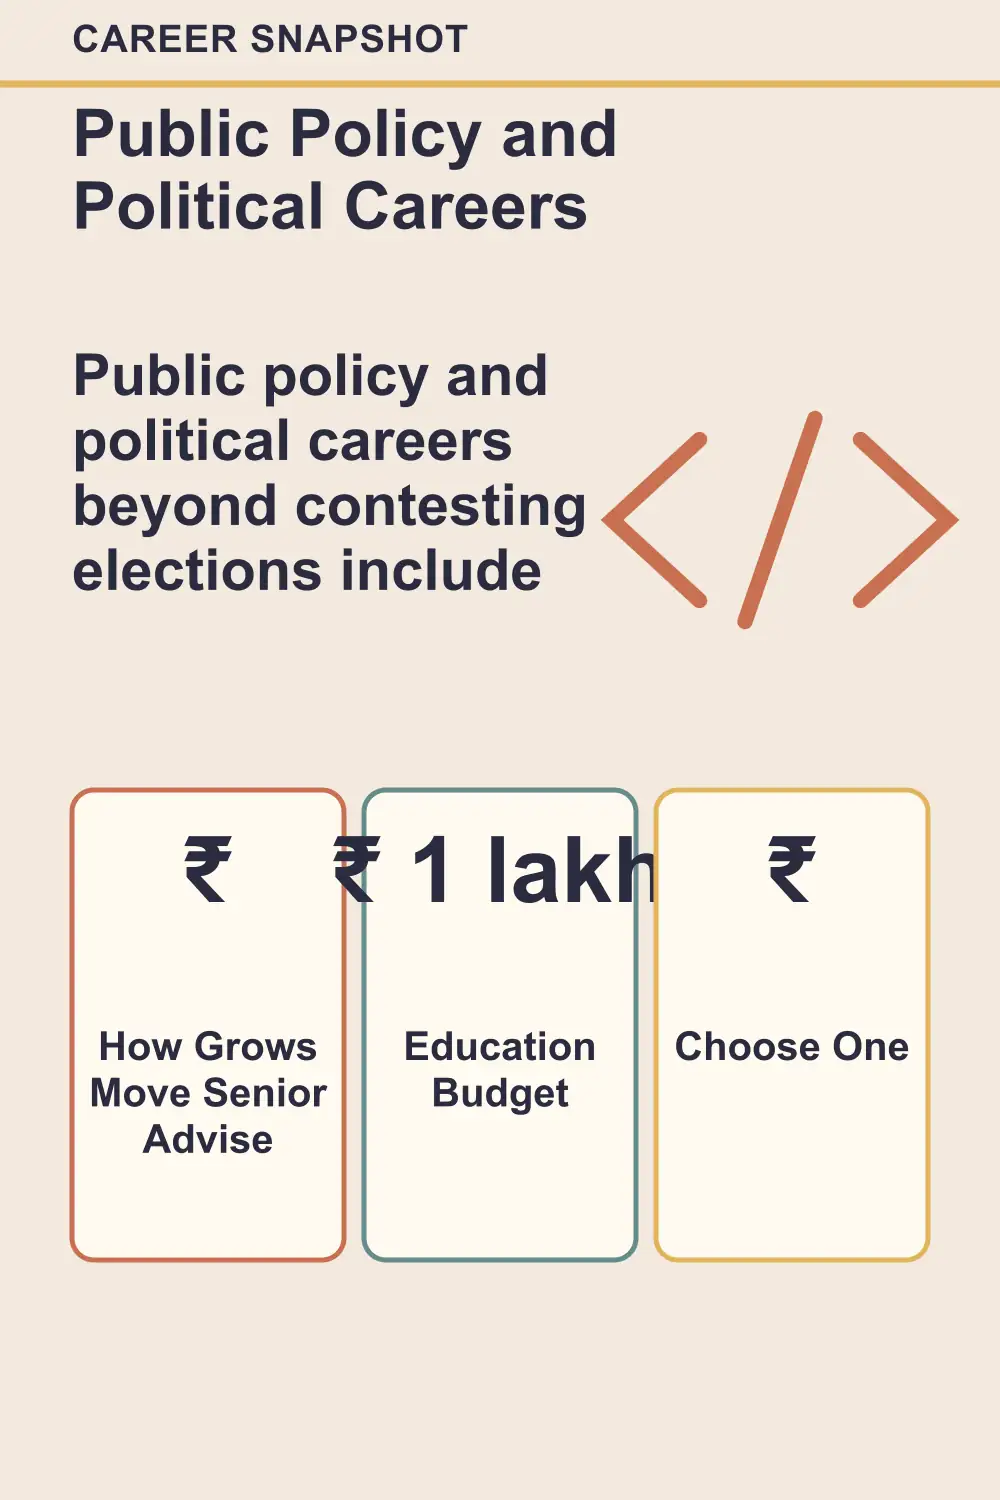 CAREER SNAPSHOT
Public Policy and
Political Careers
Public policy and
political careers
beyond contesting
elections include
</>
₹
₹ 1 lakh
₹
How Grows
Move Senior
Advise
Education
Budget
Choose One